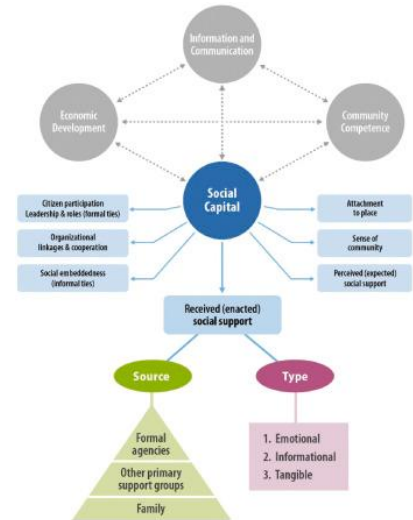 Information and
Communication
Economic
Development
Community
Competence
Social
Capital
Citizen participation
Leadership & roles (formal ties)
Organizational
linkages & cooperation
Social embeddedness
(informal ties)
Attachment
to place
Sense of
community
Perceived (expected)
social support
Received (enacted)
social support
Source
Type
Formal
agencies
Other primary
support groups
Family
1. Emotional
2. Informational
3. Tangible